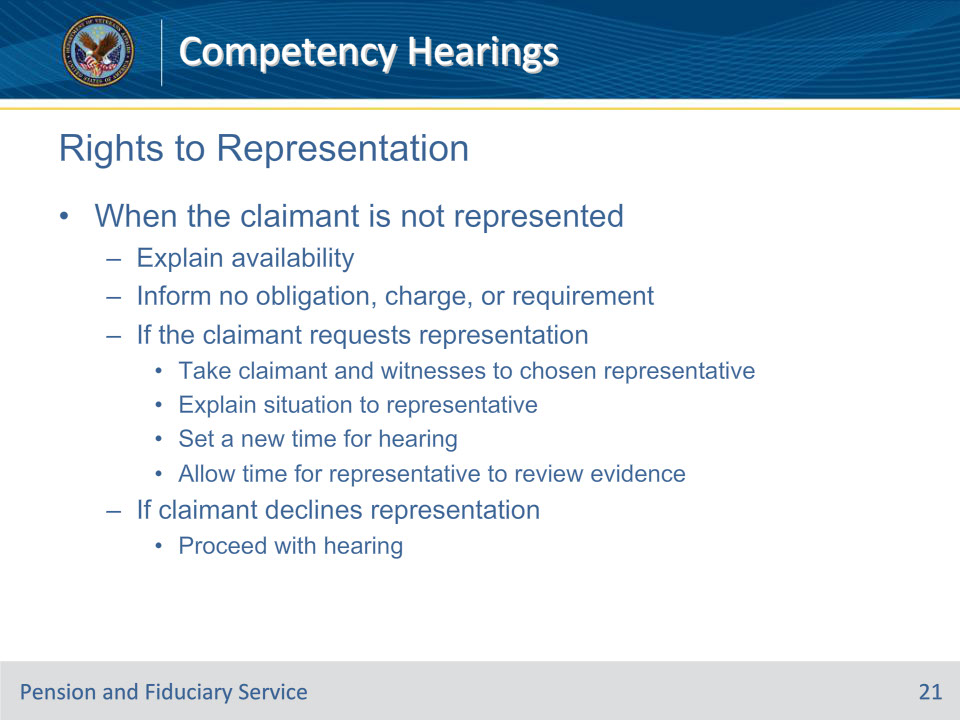 Competency Hearings
Rights to Representation
• When the claimant is not represented
– Explain availability
– Inform no obligation, charge, or requirement
– If the claimant requests representation
• Take claimant and witnesses to chosen representative
• Explain situation to representative
• Set a new time for hearing
• Allow time for representative to review evidence
– If claimant declines representation
• Proceed with hearing
Pension and Fiduciary Service
21